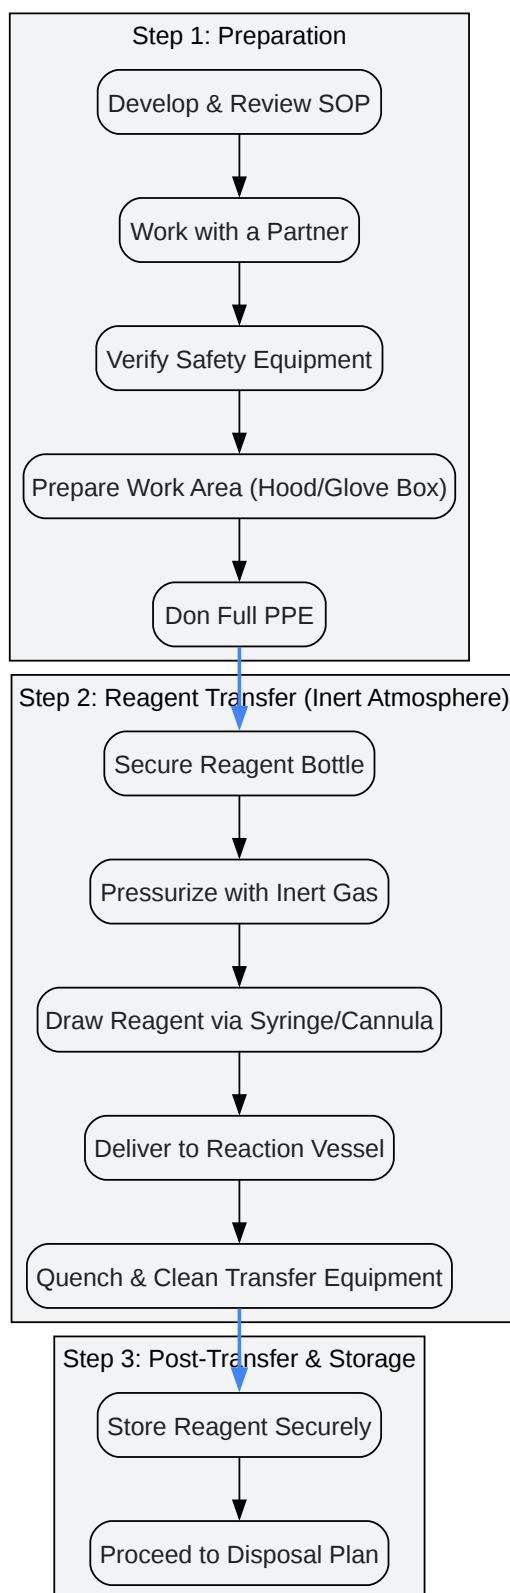 Step 1: Preparation
Develop & Review SOP
Work with a Partner
Verify Safety Equipment
Prepare Work Area (Hood/Glove Box)
Don Full PPE
Step 2: Reagent Transfer (Inert Atmosphere)
Secure Reagent Bottle
Pressurize with Inert Gas
Draw Reagent via Syringe/Cannula
Deliver to Reaction Vessel
Quench & Clean Transfer Equipment
Step 3: Post-Transfer & Storage
Store Reagent Securely
Proceed to Disposal Plan